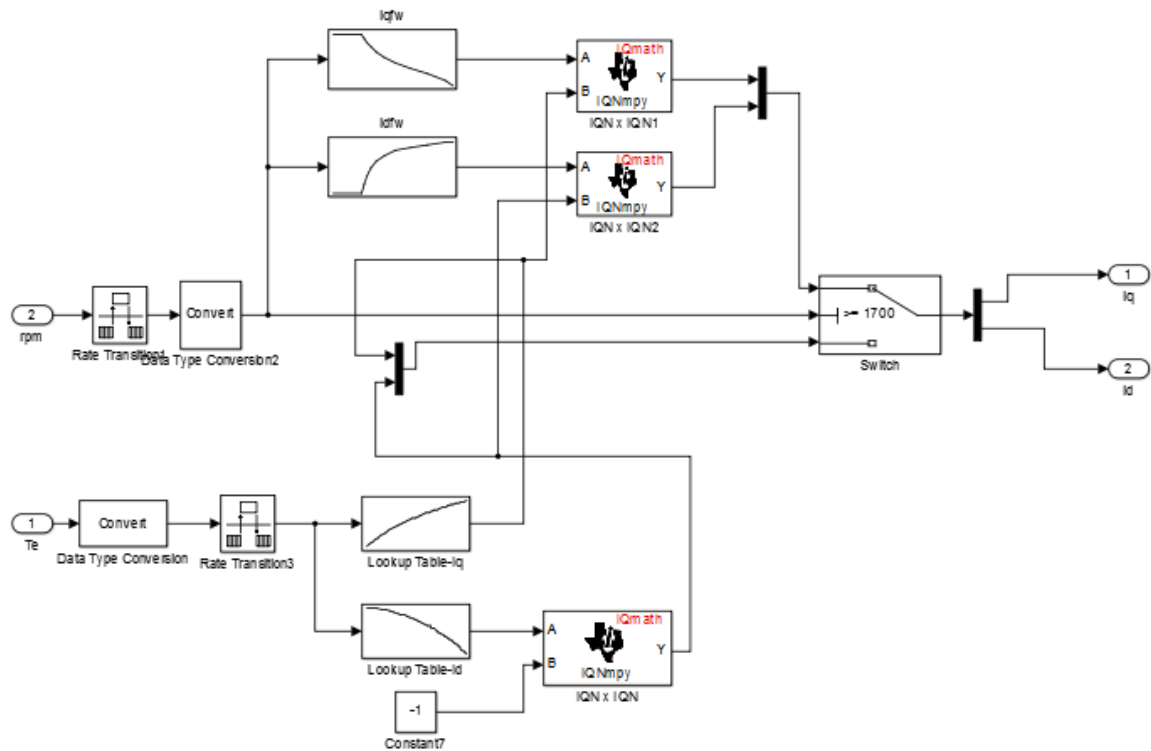 Iqfw
IQmath
A
Y
B
IQNmpy
IQN x IQN1
Idfw
IQmath
A
Y
B
IQNmpy
IQN x IQN2
2
rpm
Rate Transition1
Convert
Data Type Conversion2
>= 1700
Switch
1
Iq
2
Id
1
Te
Convert
Data Type Conversion
Rate Transition3
Lookup Table-Iq
Lookup Table-Id
IQmath
A
Y
B
IQNmpy
IQN x IQN
-1
Constant7